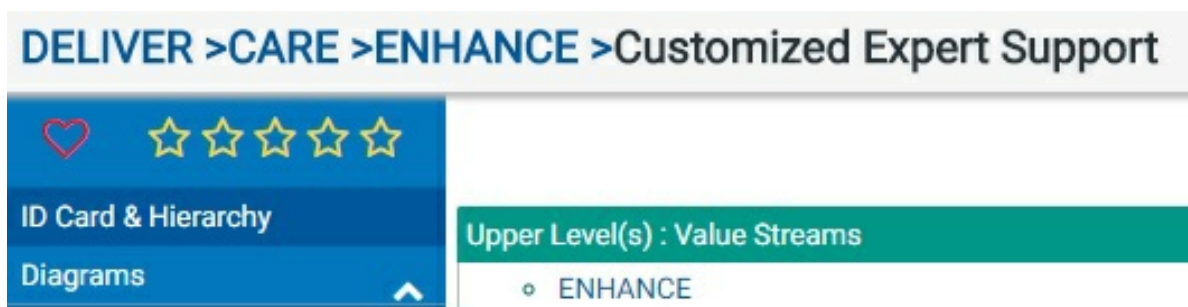 DELIVER >CARE >ENHANCE >Customized Expert Support
ID Card & Hierarchy
Upper Level(s) : Value Streams
Diagrams
ENHANCE